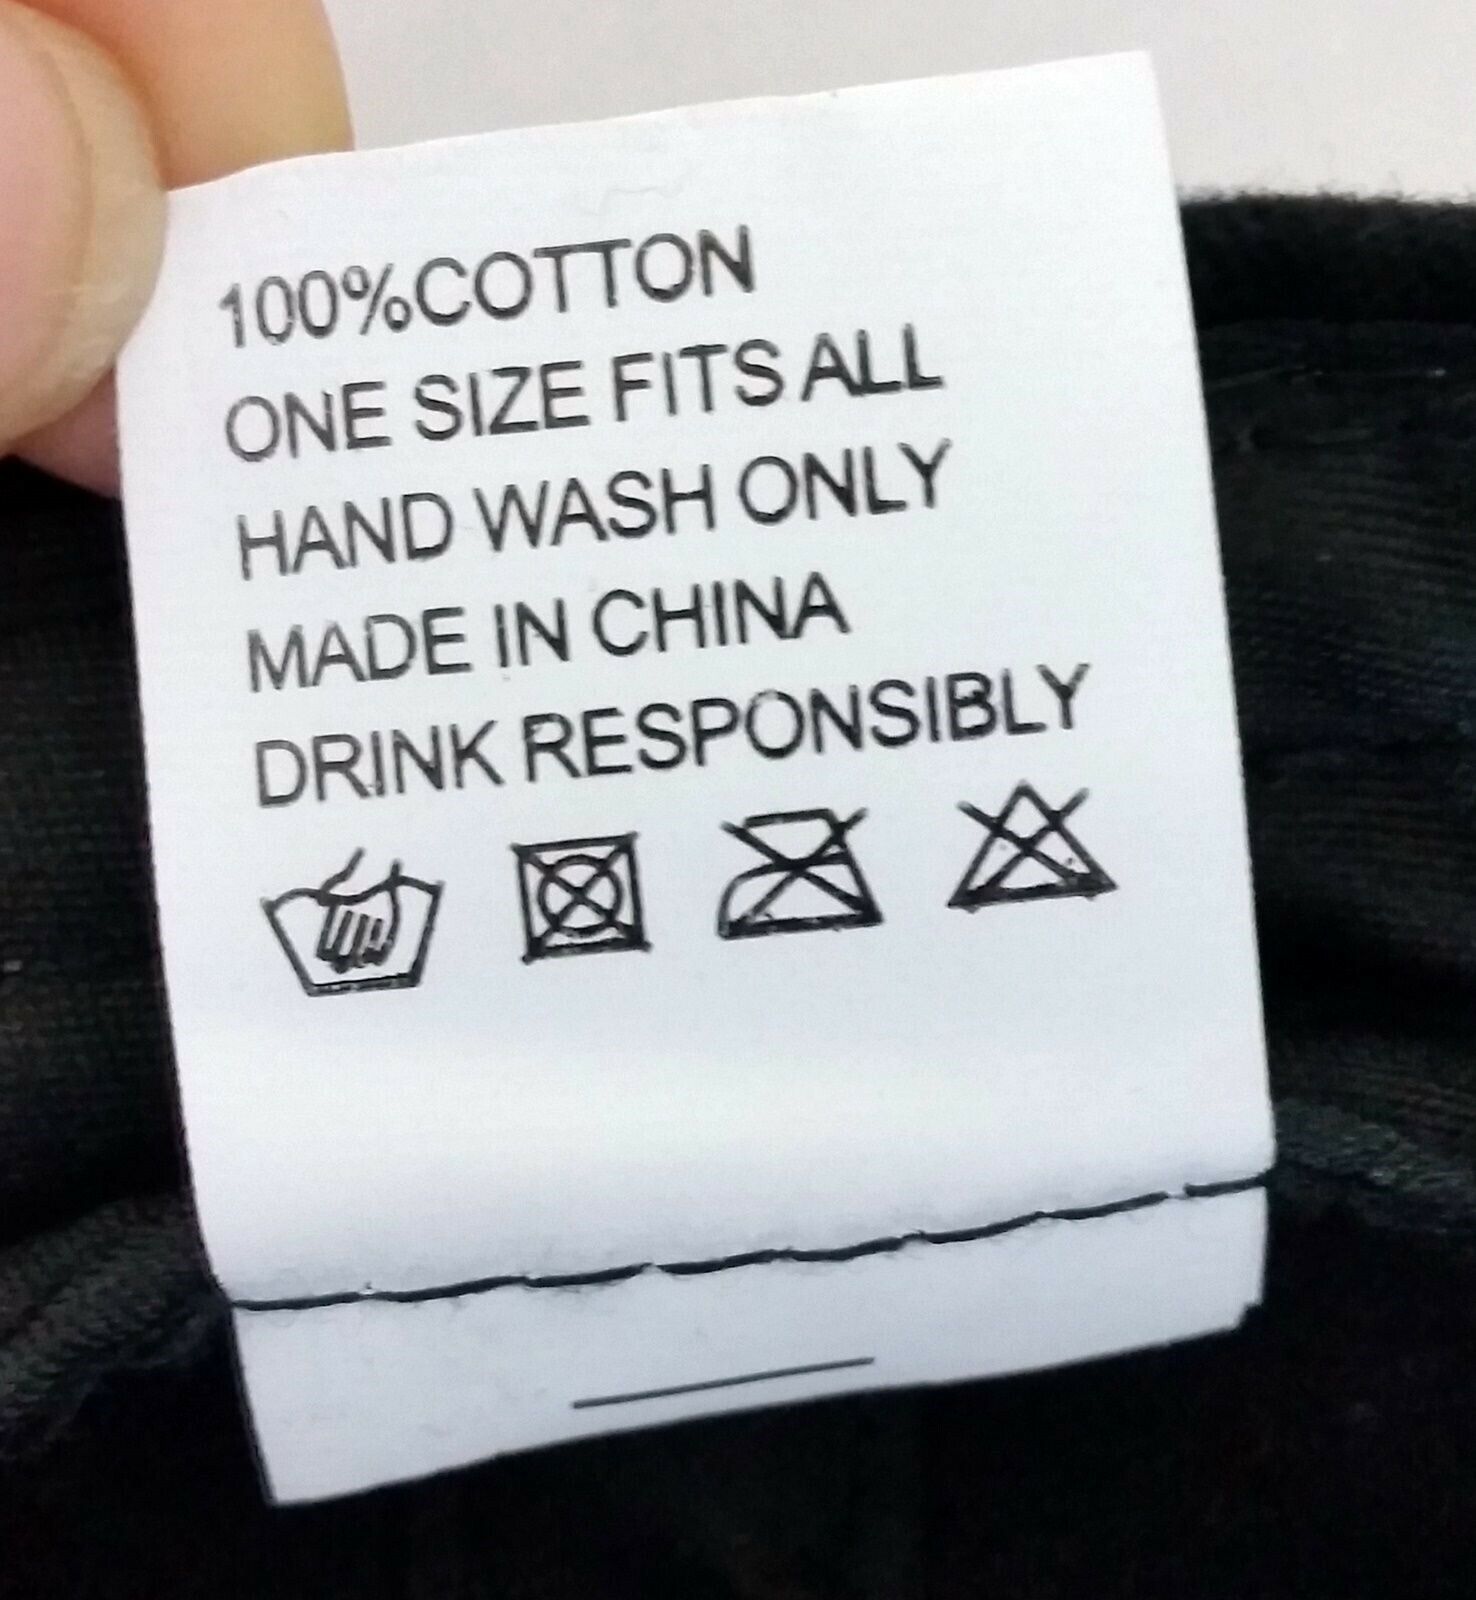 100%COTTON
ONE SIZE FITS ALL
HAND WASH ONLY
MADE IN CHINA
DRINK RESPONSIBLY